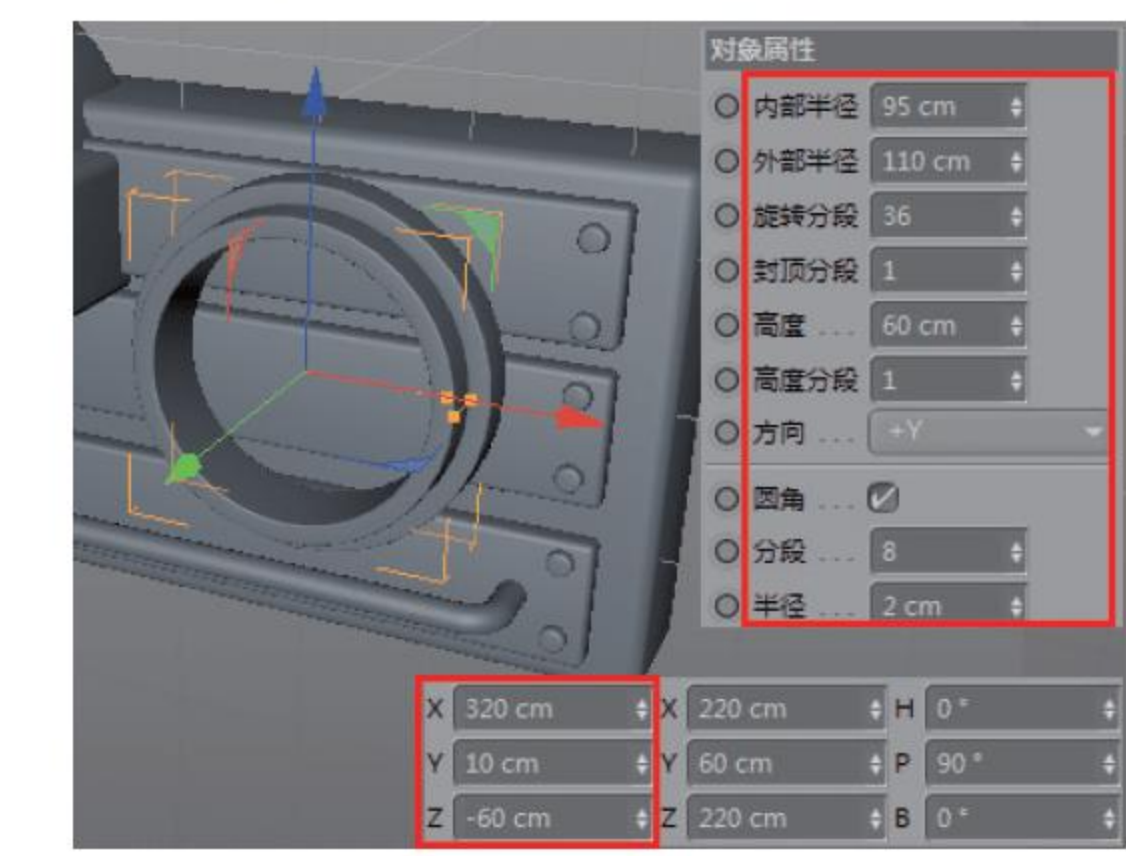 对象属性
内部半径 95 cm
外部半径 110 cm
旋转分段 36
封顶分段 1
高度 . . . 60 cm
高度分段 1
方向 . . . +Y
圆角 . . .
分段 . . . 8
半径 . . . 2 cm
X 320 cm X 220 cm H 0 °
Y 10 cm Y 60 cm P 90 °
Z -60 cm Z 220 cm B 0 °